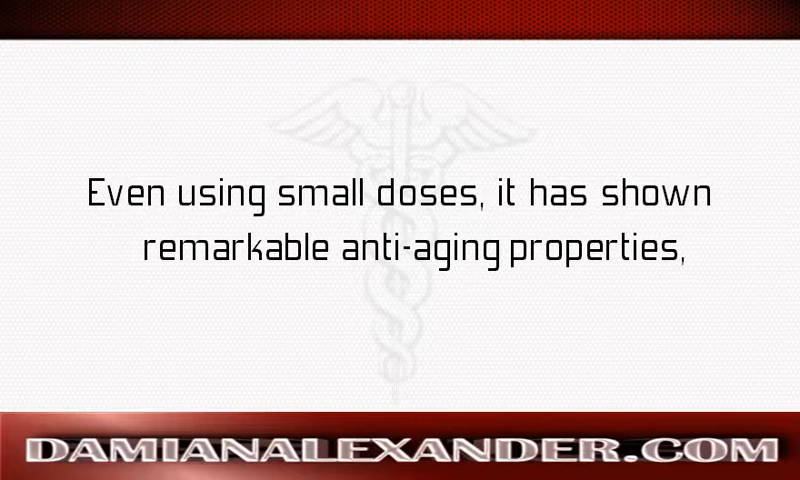 Even using small doses, it has shown
remarkable anti-aging properties,
DAMIANALEXANDER.COM